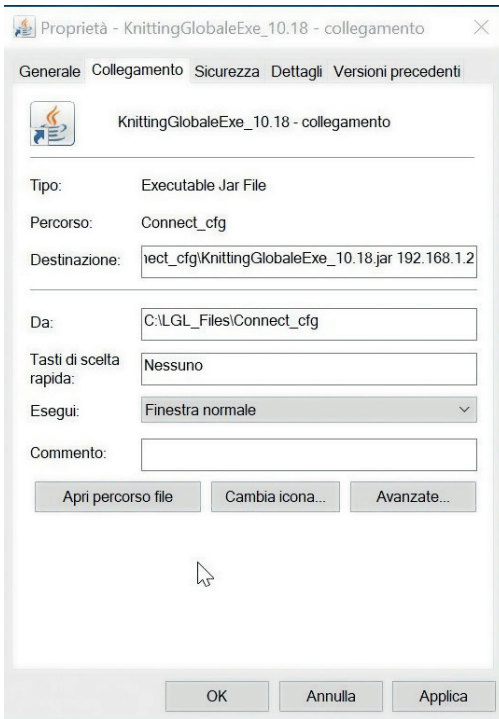 Proprietà - KnittingGlobaleExe_10.18 - collegamento
Generale Collegamento Sicurezza Dettagli Versioni precedenti
KnittingGlobaleExe_10.18 - collegamento
Tipo: Executable Jar File
Percorso: Connect_cfg
Destinazione: nect_cfg\KnittingGlobaleExe_10.18.jar 192.168.1.2
Da: C:\LGL_Files\Connect_cfg
Tasti di scelta
rapida: Nessuno
Esegui: Finestra normale
Commento:
Apri percorso file Cambia icona... Avanzate...
OK Annulla Applica